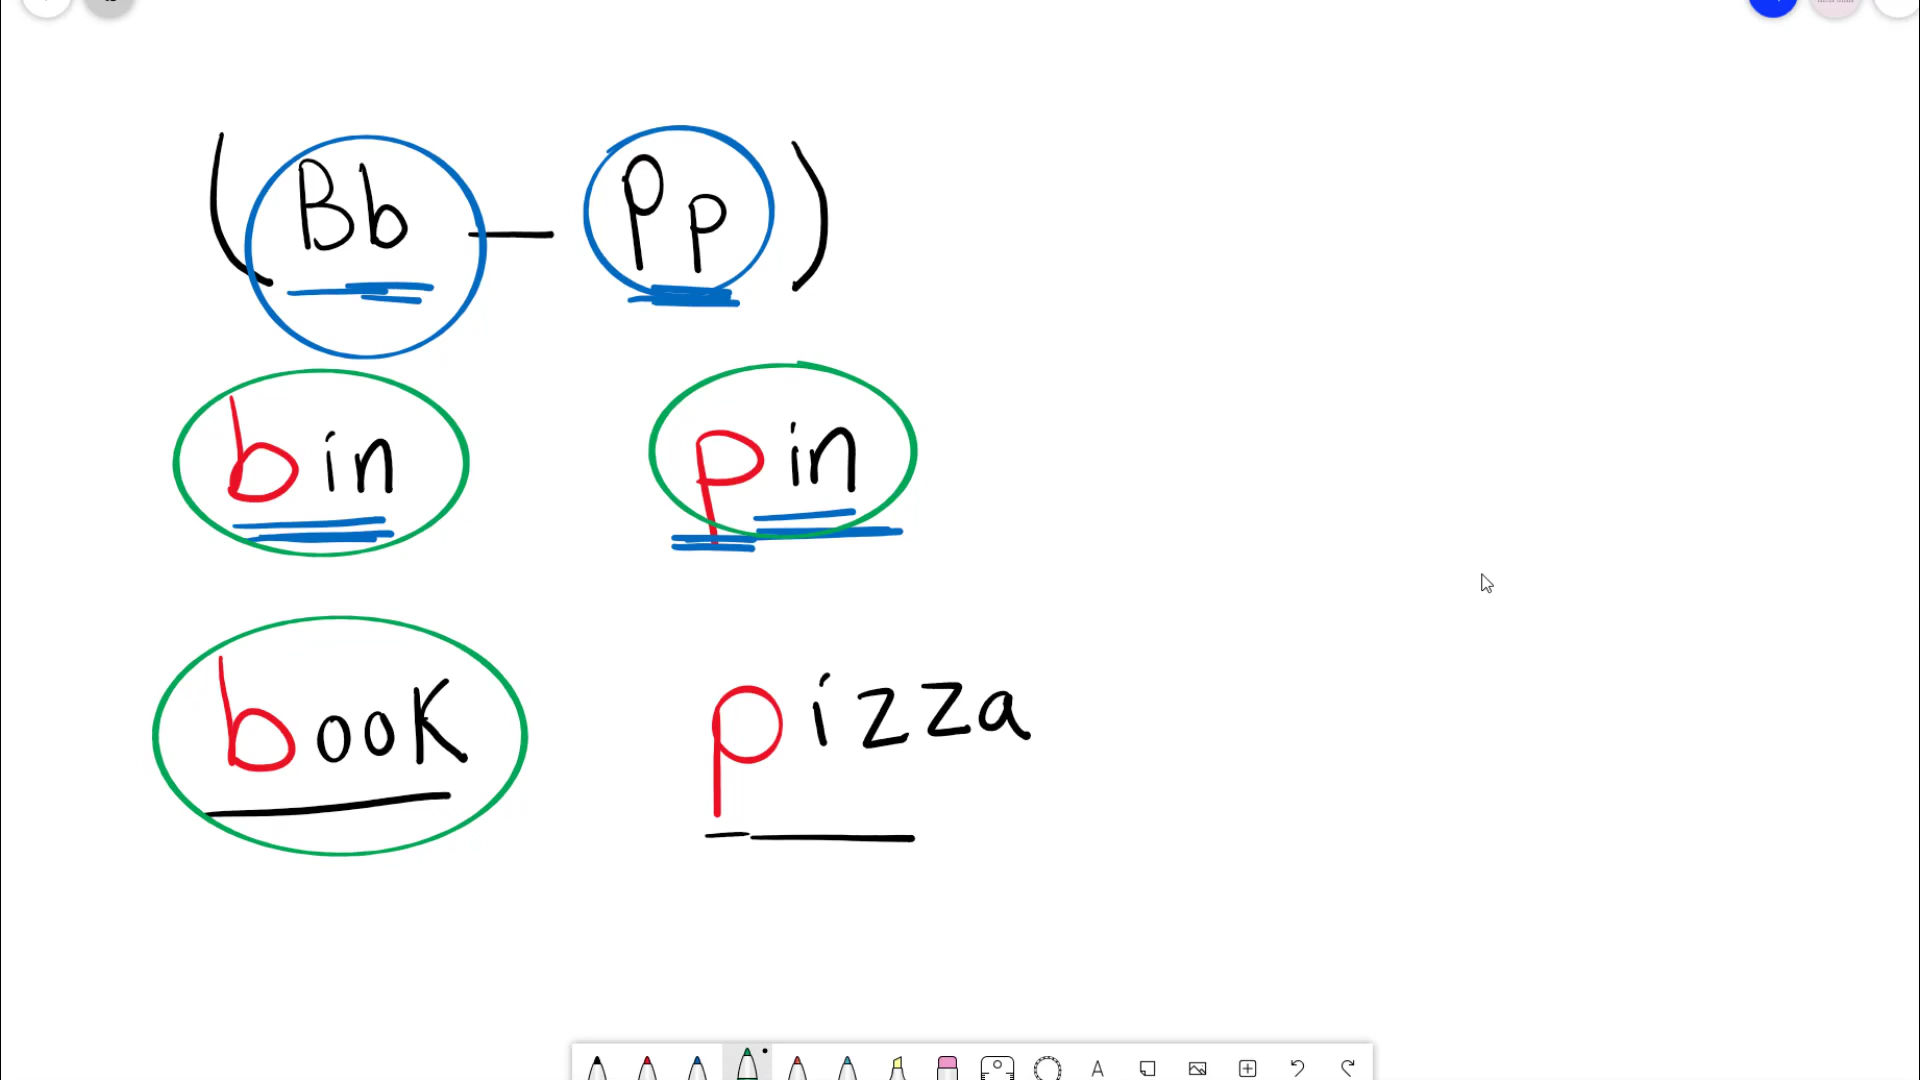 (Bb — Pp)
bin pin
book pizza
A